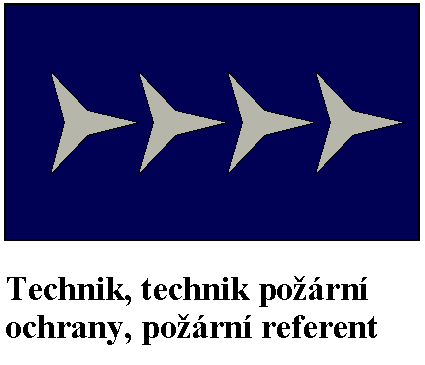 Technik, technik požární
ochrany, požární referent